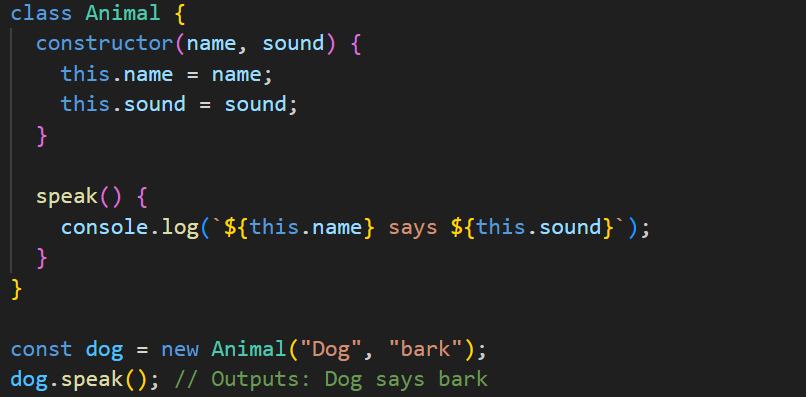 class Animal {
  constructor(name, sound) {
    this.name = name;
    this.sound = sound;
  }

  speak() {
    console.log(`${this.name} says ${this.sound}`);
  }
}

const dog = new Animal("Dog", "bark");
dog.speak(); // Outputs: Dog says bark